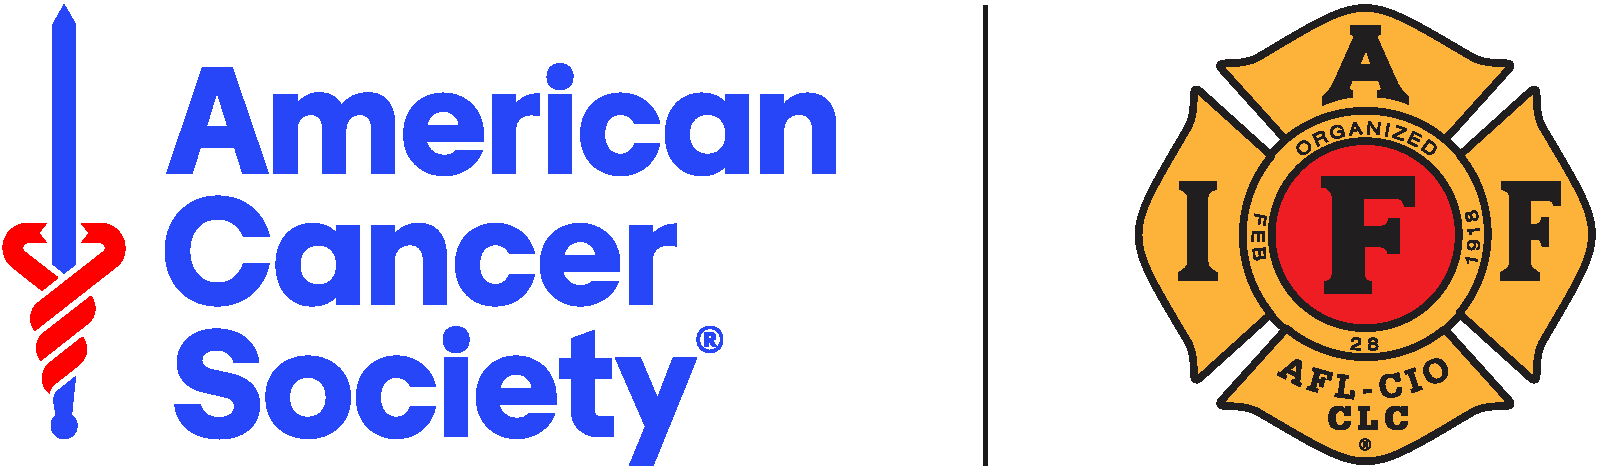 American
Cancer
Society®
A
I F F
ORGANIZED
FEB 1918
28
AFL-CIO
CLC
®